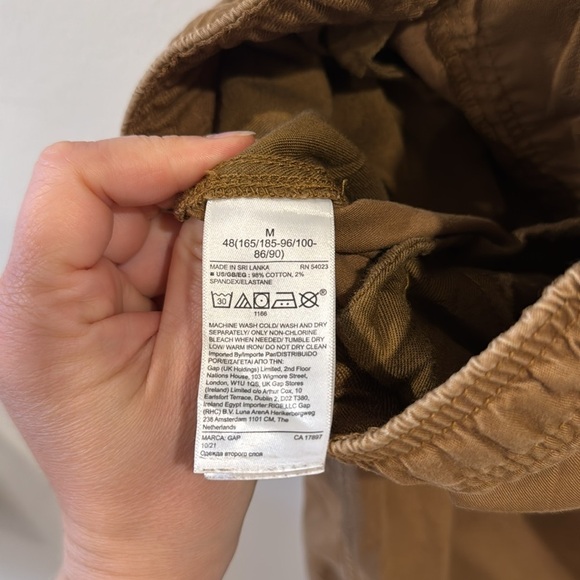 M
48(165/185-96/100-
86/90)
MADE IN SRI LANKA RN 54023
■ US/GB/EG : 98% COTTON, 2%
SPANDEX/ELASTANE
30 ®
1166
MACHINE WASH COLD/ WASH AND DRY
SEPARATELY/ ONLY NON-CHLORINE
BLEACH WHEN NEEDED/ TUMBLE DRY
LOW/ WARM IRON/ DO NOT DRY CLEAN
Imported By/Importe Par/DISTRIBUIDO
POR/ΕΙΣΑΓΕΤΑΙ ΑΠΟ ΤΗΝ:
Gap (UK Holdings) Limited, 2nd Floor
Nations House, 103 Wigmore Street,
London, W1U 1QS, UK Gap Stores
(Ireland) Limited c/o Arthur Cox, 10
Earlsfort Terrace, Dublin 2, D02 T380,
Ireland Egypt Importer:RIDE LLC Gap
(RHC) B.V. Luna ArenA Herikerbergweg
238 Amsterdam 1101 CM, The
Netherlands
MARCA: GAP CA 17897
10/21
Одежда второго слоя